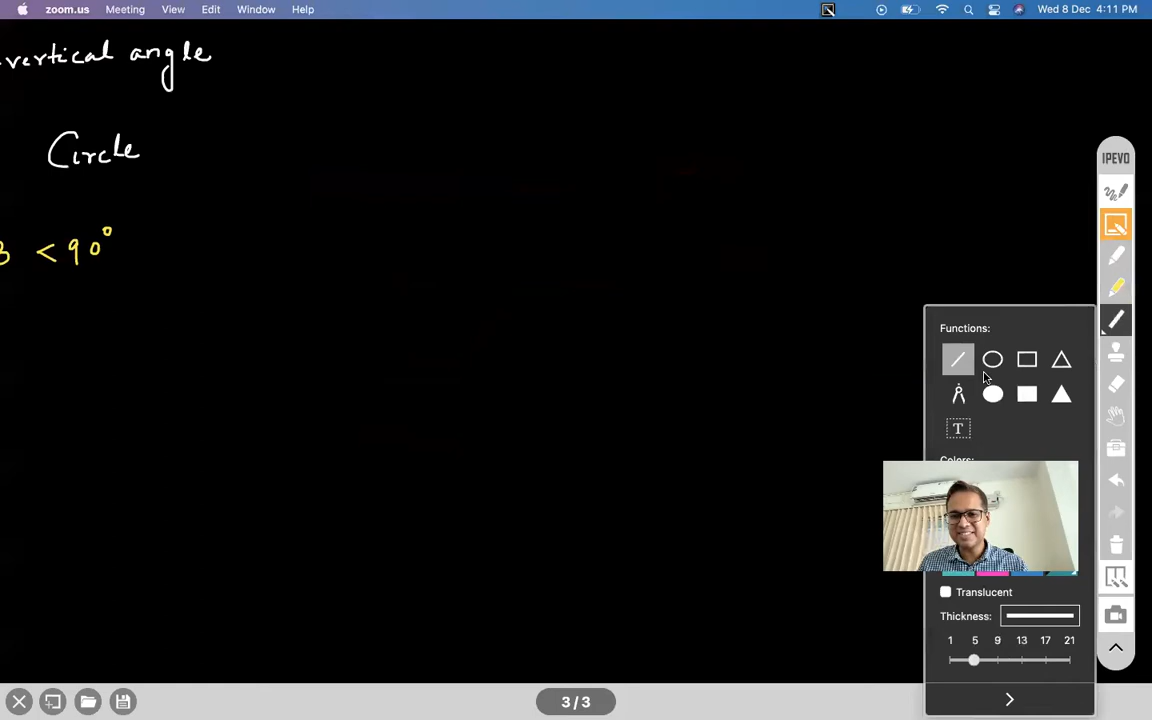 zoom.us Meeting View Edit Window Help Wed 8 Dec 4:11 PM
vertical angle
Circle
< 90°
IPEVO
Functions:
T
Colors:
Translucent
Thickness:
1 5 9 13 17 21
3 / 3